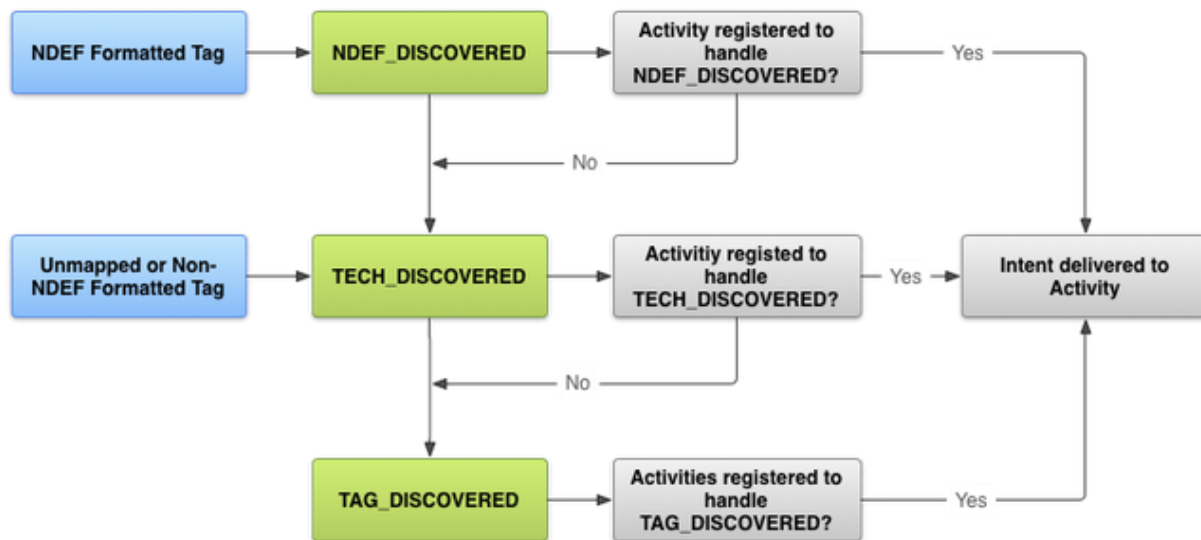 NDEF Formatted Tag
NDEF_DISCOVERED
Activity registered to
handle
NDEF_DISCOVERED?
Yes
No
Unmapped or Non-
NDEF Formatted Tag
TECH_DISCOVERED
Activitiy registed to
handle
TECH_DISCOVERED?
Yes
Intent delivered to
Activity
No
TAG_DISCOVERED
Activities registered to
handle
TAG_DISCOVERED?
Yes